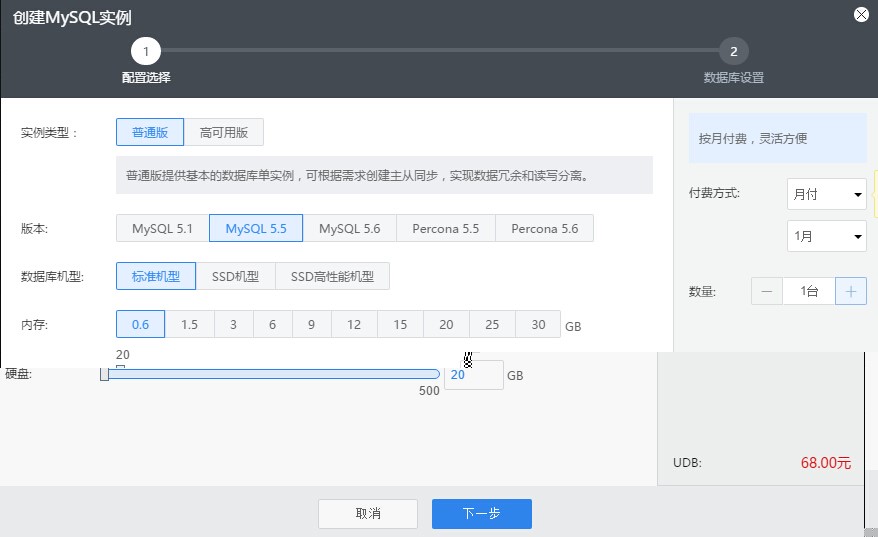 创建MySQL实例
1 2
配置选择 数据库设置
实例类型： 普通版 高可用版
普通版提供基本的数据库单实例，可根据需求创建主从同步，实现数据冗余和读写分离。
版本: MySQL 5.1 MySQL 5.5 MySQL 5.6 Percona 5.5 Percona 5.6
数据库机型: 标准机型 SSD机型 SSD高性能机型
内存: 0.6 1.5 3 6 9 12 15 20 25 30 GB
20
硬盘: 20 GB
500
按月付费，灵活方便
付费方式: 月付
1月
数量: 1台
UDB: 68.00元
取消 下一步